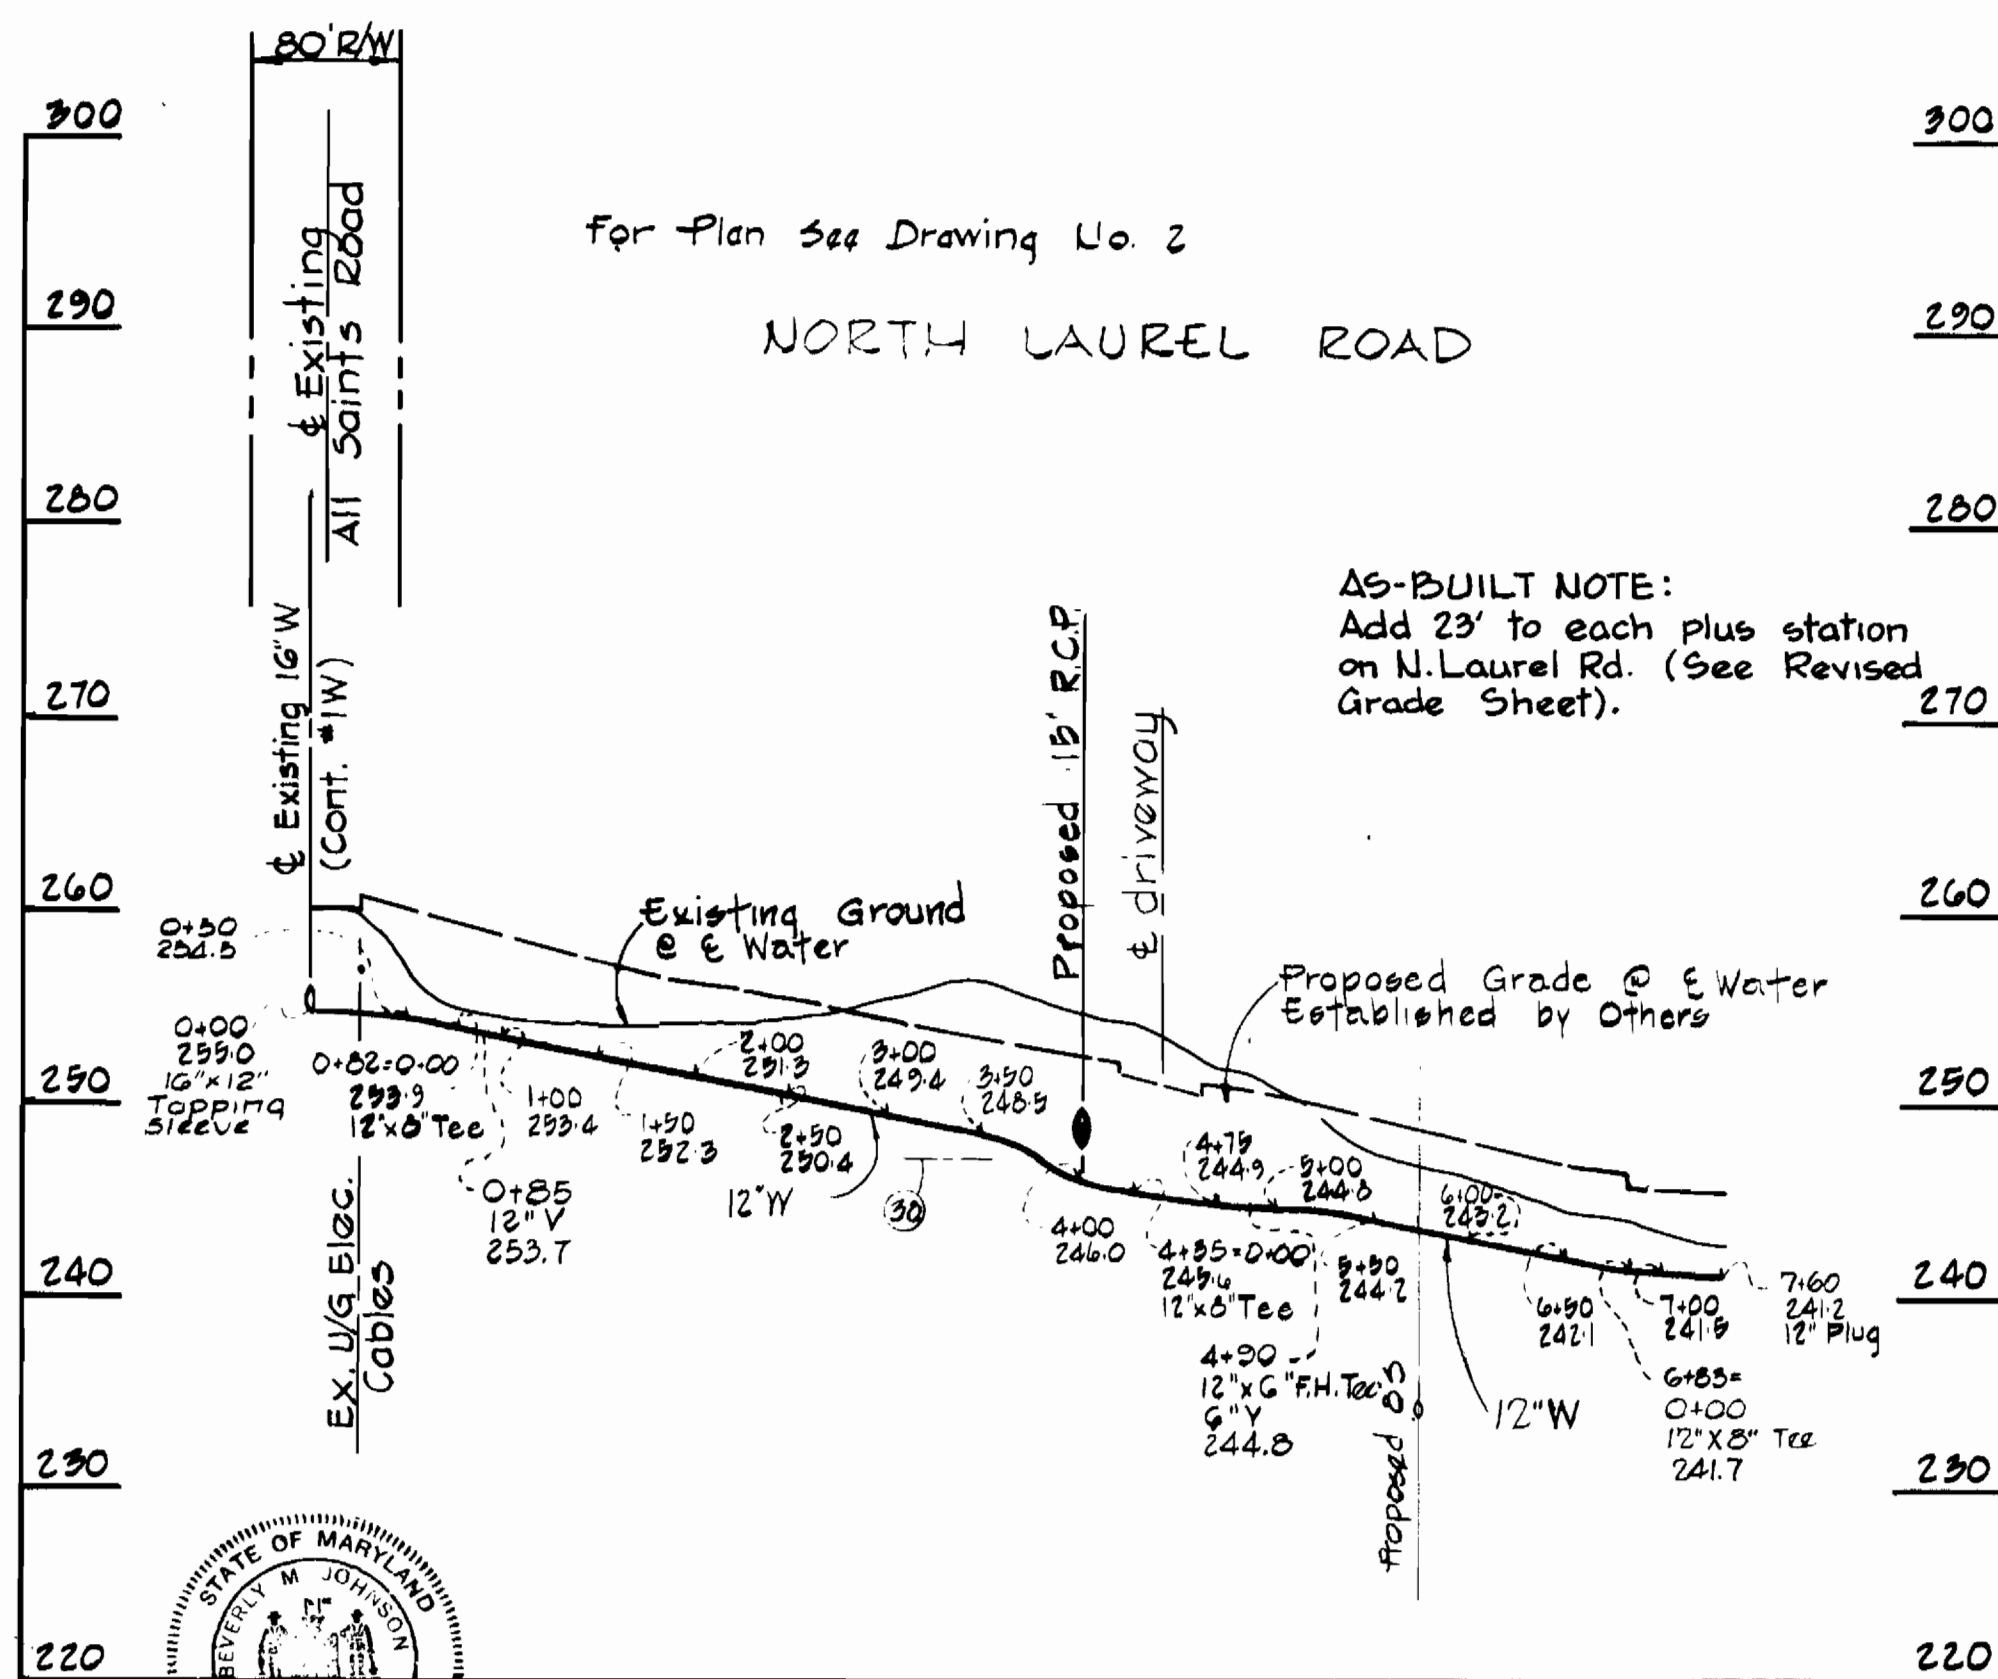 80' R/W
300
290
280
270
260
250
240
230
220
300
290
280
270
260
250
240
230
220
℄ Existing
All Saints Road
For Plan See Drawing No. 2
NORTH LAUREL ROAD
AS-BUILT NOTE:
Add 23' to each plus station
on N. Laurel Rd. (See Revised
Grade Sheet).
℄ Existing 16"W
(Cont. #1W)
Proposed 15" R.C.P.
℄ driveway
Existing Ground
@ ℄ Water
Proposed Grade @ ℄ Water
Established by Others
0+50
254.5
0+00
255.0
16"x12"
Tapping
Sleeve
0+82=0+00
253.9
12"x8" Tee
0+85
12" V
253.7
1+00
253.4
1+50
252.3
2+00
251.3
2+50
250.4
3+00
249.4
3+50
248.5
12"W
38
4+00
246.0
4+35=0+00
245.6
12"x8" Tee
4+75
244.9
4+90
12"x6" F.H. Tee
6" V
244.8
5+00
244.8
5+50
244.2
6+00
243.2
6+50
242.1
12"W
6+83=
0+00
12"X8" Tee
241.7
7+00
241.5
7+60
241.2
12" Plug
Ex. U/G Elec.
Cables
Proposed 8S
STATE OF MARYLAND
BEVERLY M JOHNSON